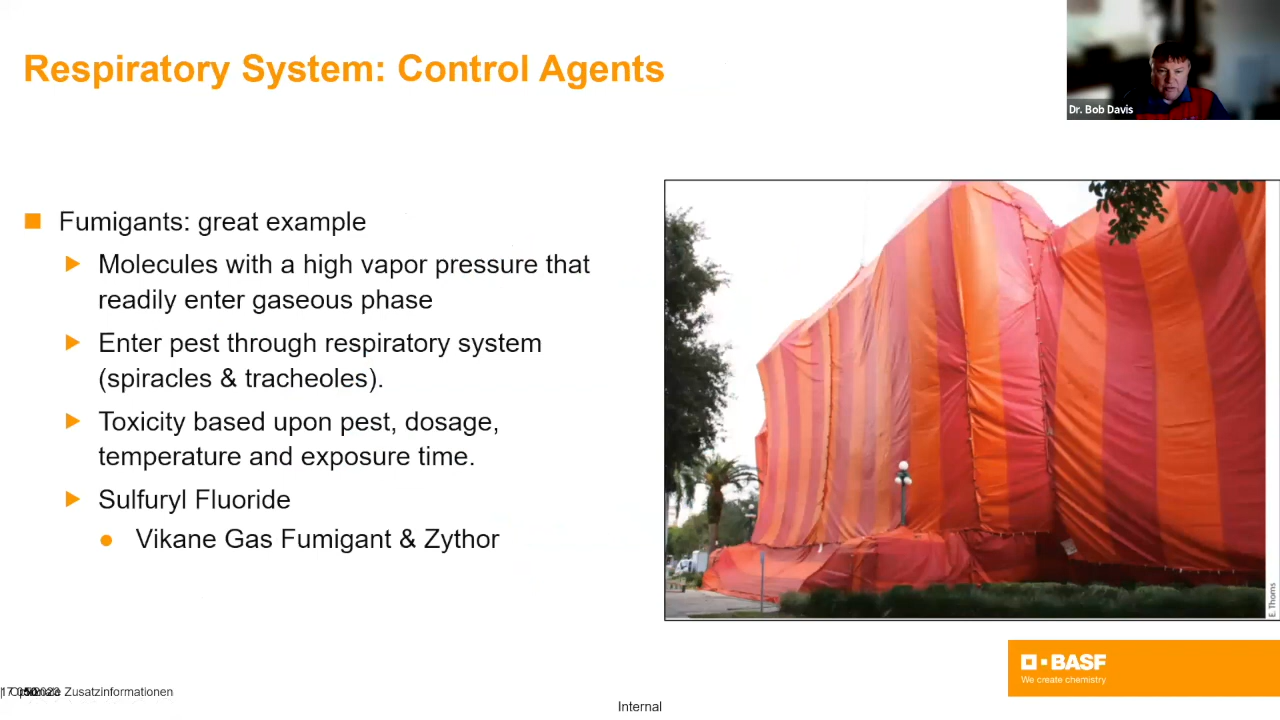 Respiratory System: Control Agents
Dr. Bob Davis
Fumigants: great example
Molecules with a high vapor pressure that
readily enter gaseous phase
Enter pest through respiratory system
(spiracles & tracheoles).
Toxicity based upon pest, dosage,
temperature and exposure time.
Sulfuryl Fluoride
Vikane Gas Fumigant & Zythor
E. Thoms
BASF
We create chemistry
Zusatzinformationen
Internal